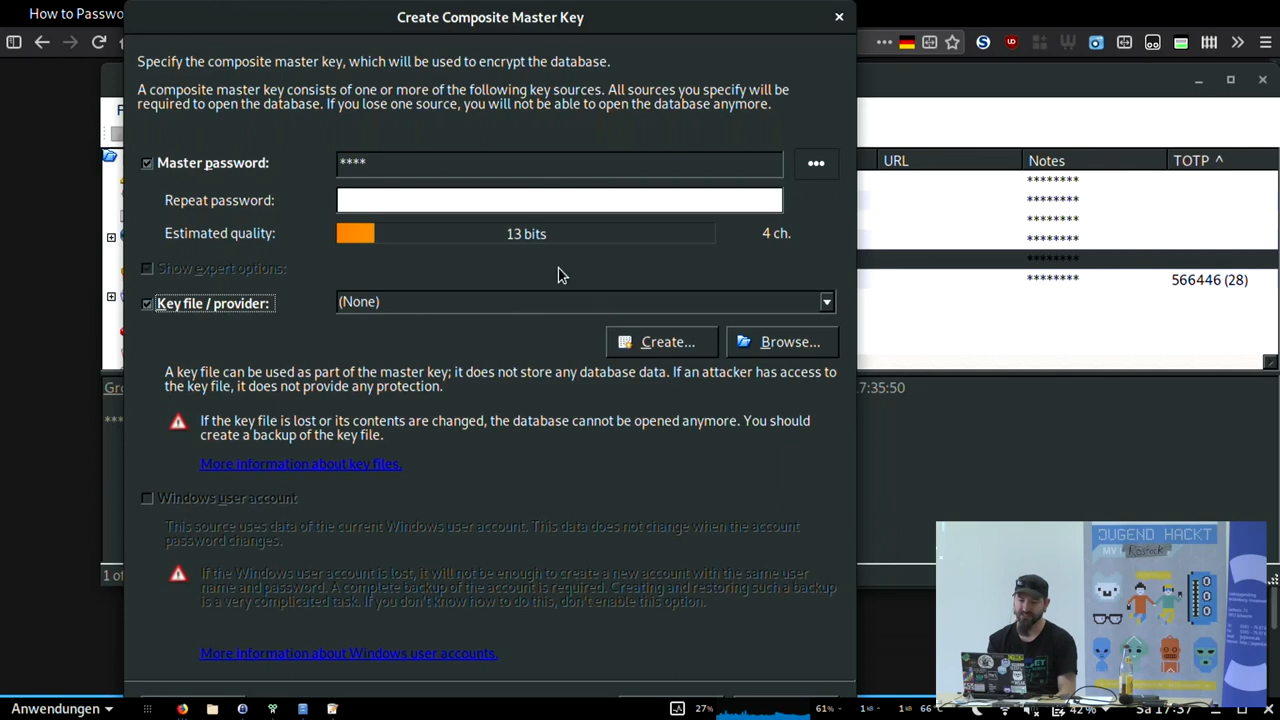 How to Passwo
Create Composite Master Key
Specify the composite master key, which will be used to encrypt the database.
A composite master key consists of one or more of the following key sources. All sources you specify will be
required to open the database. If you lose one source, you will not be able to open the database anymore.
Master password:
****
Repeat password:
Estimated quality:
13 bits
4 ch.
Show expert options:
Key file / provider:
(None)
Create...
Browse...
A key file can be used as part of the master key; it does not store any database data. If an attacker has access to
the key file, it does not provide any protection.
If the key file is lost or its contents are changed, the database cannot be opened anymore. You should
create a backup of the key file.
More information about key files.
Windows user account
This source uses data of the current Windows user account. This data does not change when the account
password changes.
If the Windows user account is lost, it will not be enough to create a new account with the same user
name and password. A complete backup of the account is required. Creating and restoring such a backup
is a very complicated task. If you don't know how to do this, don't enable this option.
More information about Windows user accounts.
URL
Notes
TOTP ^
********
********
********
********
********
********
566446 (28)
Gro
17:35:50
***
1 of
JUGEND HACKT
MV
Rostock
Anwendungen
27%
61%
1kB
1kB
66°C
42%
Sa 17:37